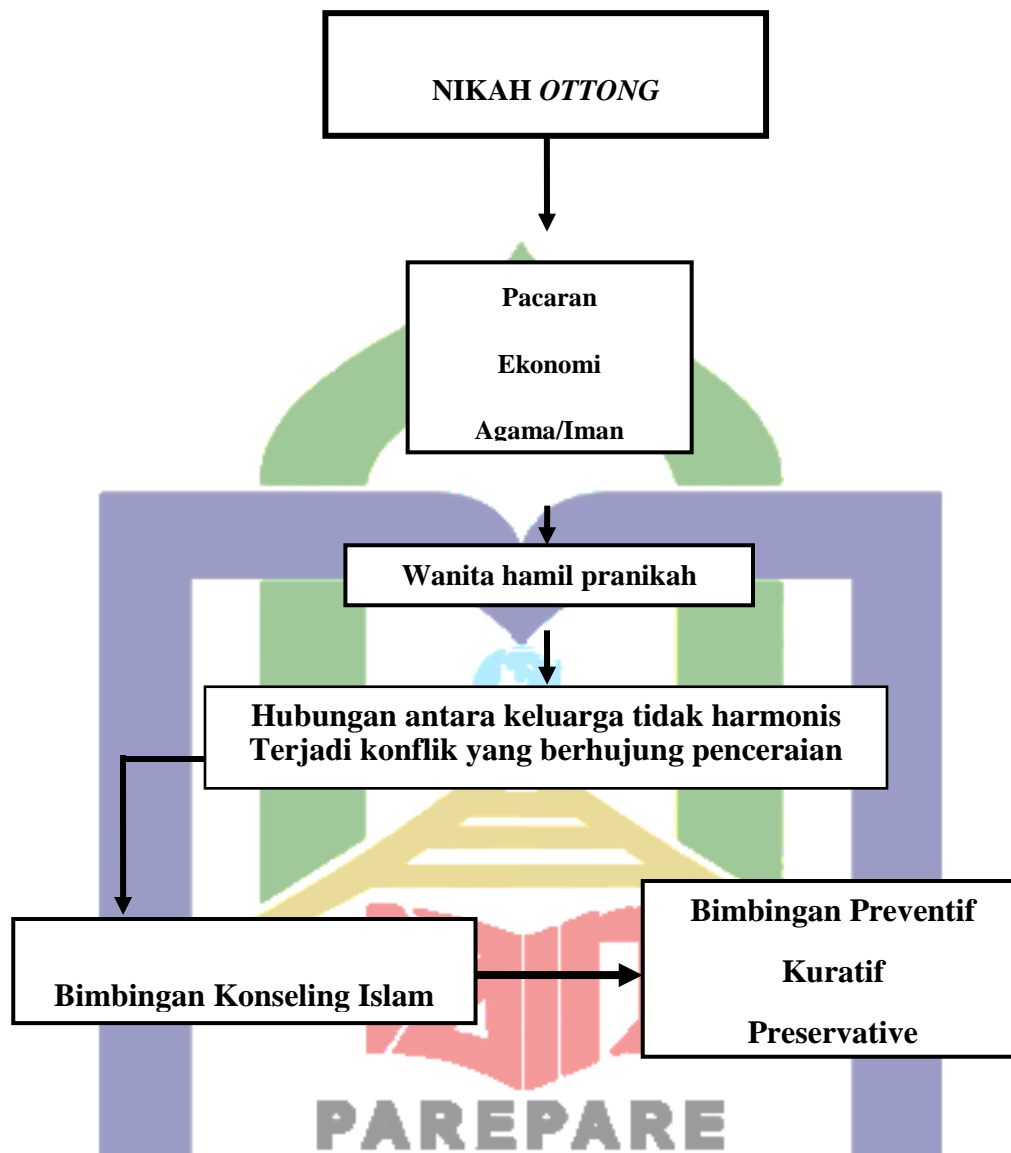 NIKAH OTTONG
Pacaran
Ekonomi
Agama/Iman
Wanita hamil pranikah
Hubungan antara keluarga tidak harmonis
Terjadi konflik yang berhujung penceraian
Bimbingan Konseling Islam
Bimbingan Preventif
Kuratif
Preservative
PAREPARE